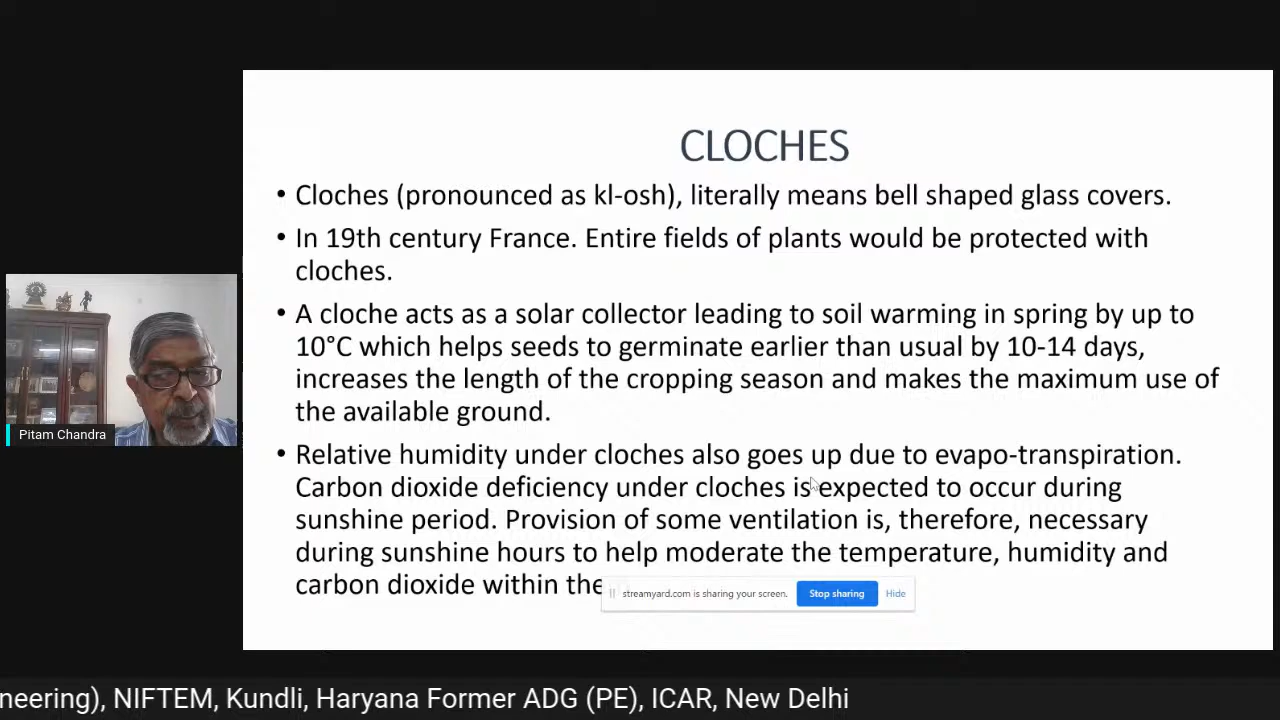 CLOCHES
• Cloches (pronounced as kl-osh), literally means bell shaped glass covers.
• In 19th century France. Entire fields of plants would be protected with
cloches.
• A cloche acts as a solar collector leading to soil warming in spring by up to
10°C which helps seeds to germinate earlier than usual by 10-14 days,
increases the length of the cropping season and makes the maximum use of
the available ground.
• Relative humidity under cloches also goes up due to evapo-transpiration.
Carbon dioxide deficiency under cloches is expected to occur during
sunshine period. Provision of some ventilation is, therefore, necessary
during sunshine hours to help moderate the temperature, humidity and
carbon dioxide within the
streamyard.com is sharing your screen. Stop sharing Hide
Pitam Chandra
neering), NIFTEM, Kundli, Haryana Former ADG (PE), ICAR, New Delhi